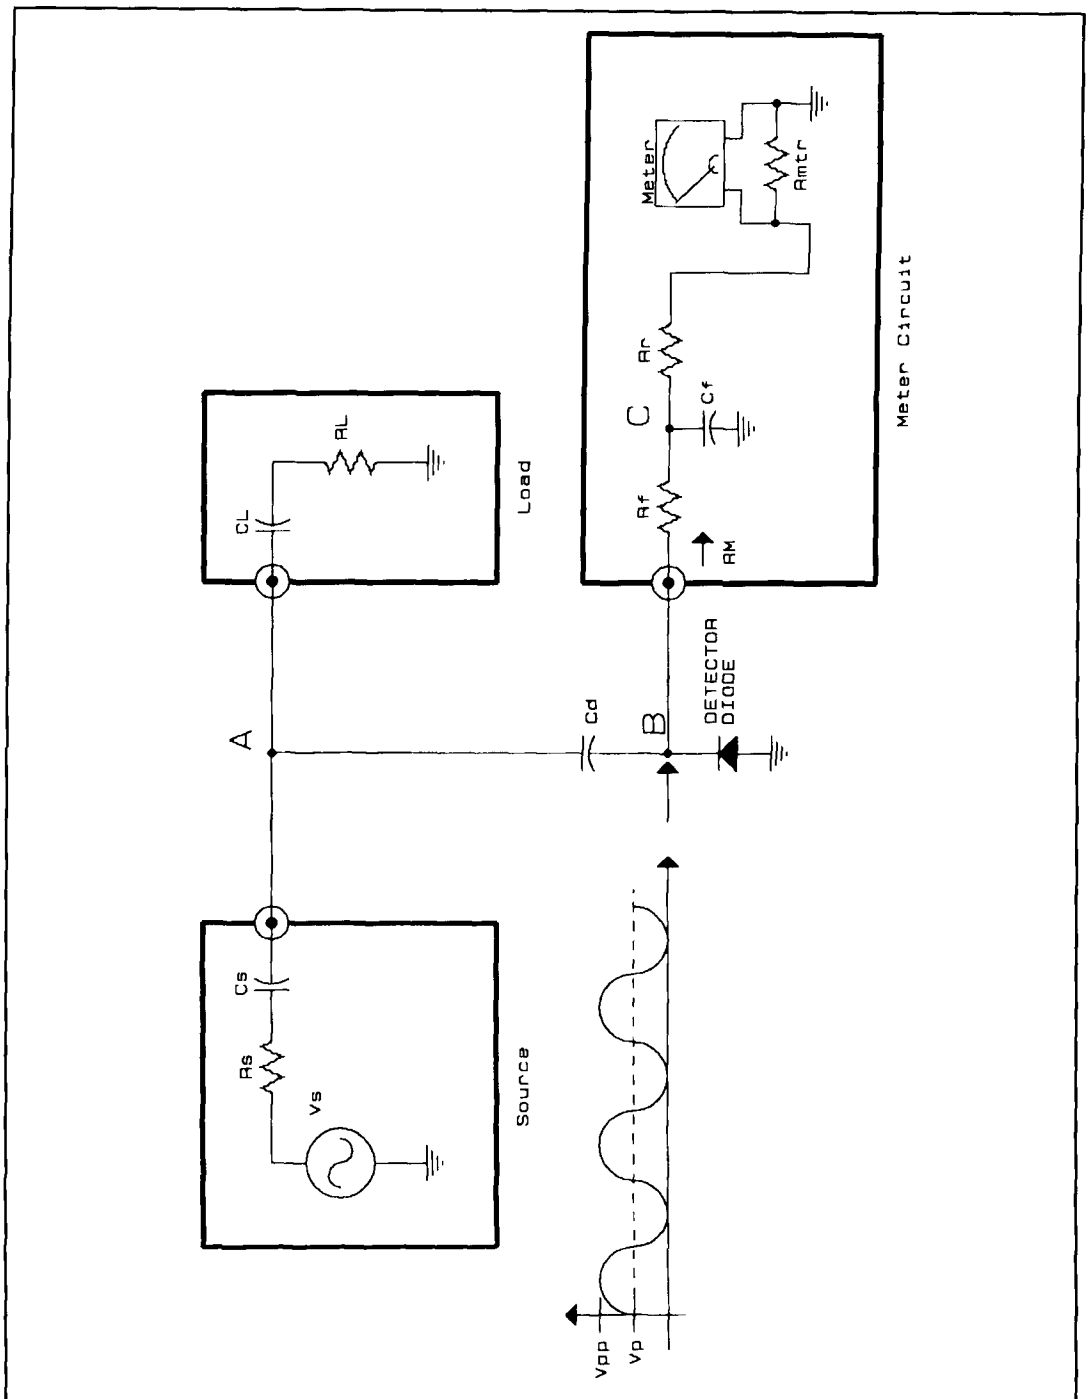 Meter
Rmtr
Rr
C
Cf
Rf
RM
Meter Circuit
RL
CL
Load
A
Cd
B
DETECTOR
DIODE
Cs
Rs
Vs
Source
Vpp
Vp